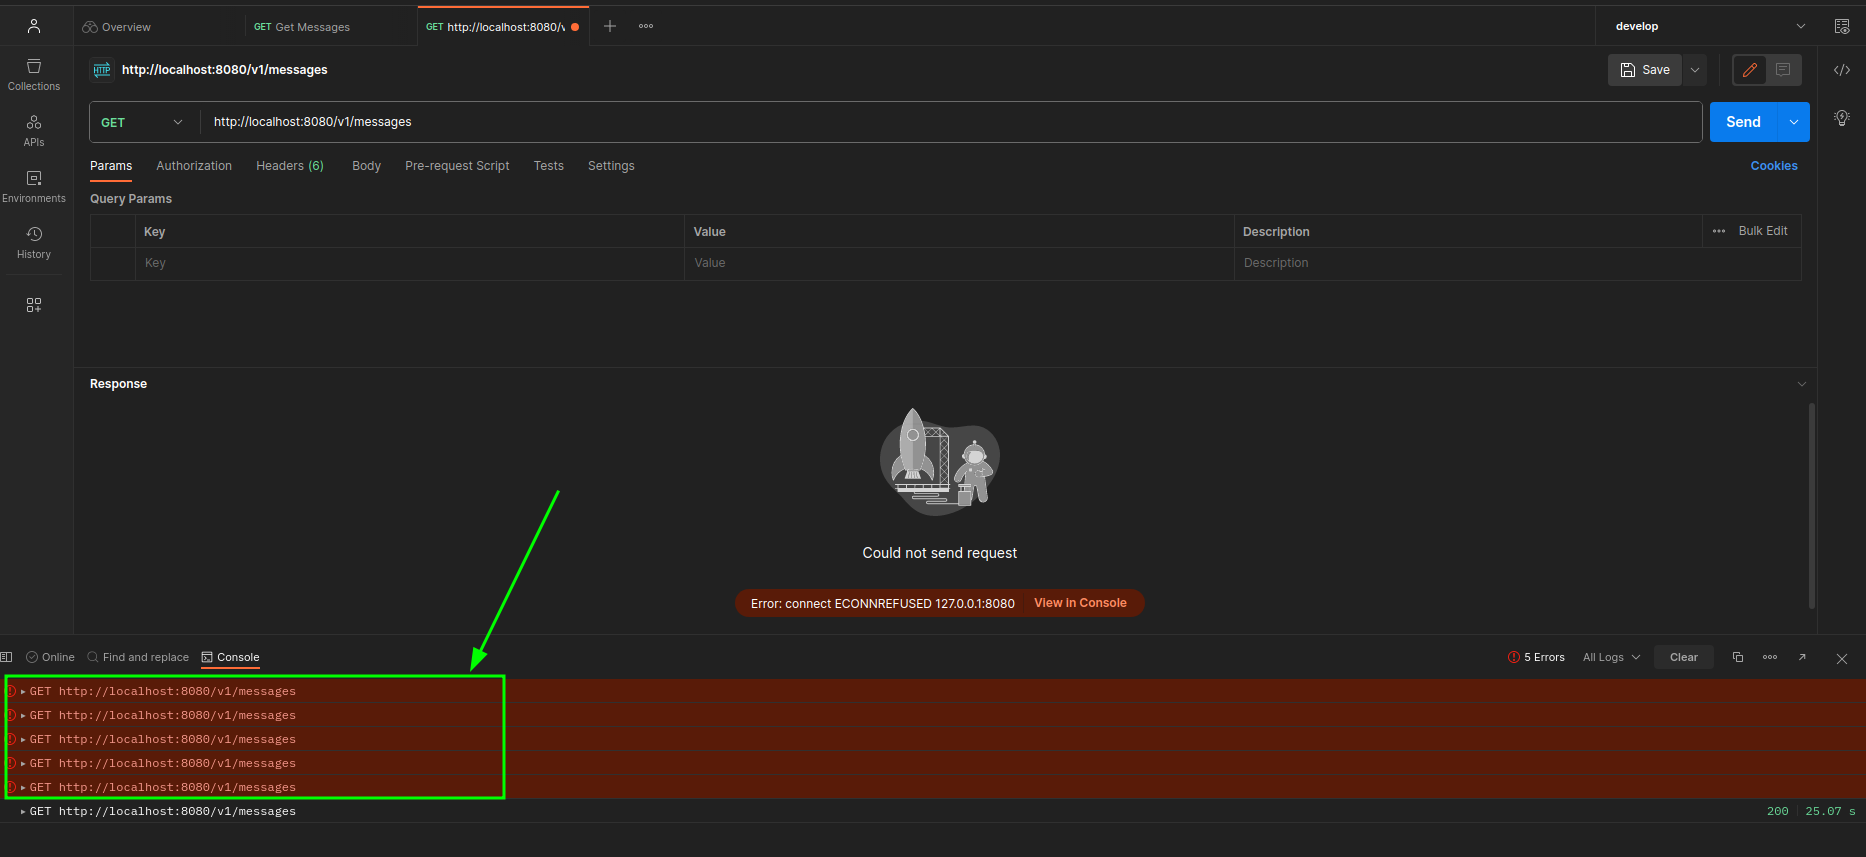 Overview
GET Get Messages
GET http://localhost:8080/v
develop
HTTP http://localhost:8080/v1/messages
Save
Collections
APIs
Environments
History
GET http://localhost:8080/v1/messages
Send
Params Authorization Headers (6) Body Pre-request Script Tests Settings
Cookies
Query Params
Key Value Description Bulk Edit
Key Value Description
Response
Could not send request
Error: connect ECONNREFUSED 127.0.0.1:8080 View in Console
Online Find and replace Console
5 Errors All Logs Clear
GET http://localhost:8080/v1/messages
GET http://localhost:8080/v1/messages
GET http://localhost:8080/v1/messages
GET http://localhost:8080/v1/messages
GET http://localhost:8080/v1/messages
GET http://localhost:8080/v1/messages 200 25.07 s